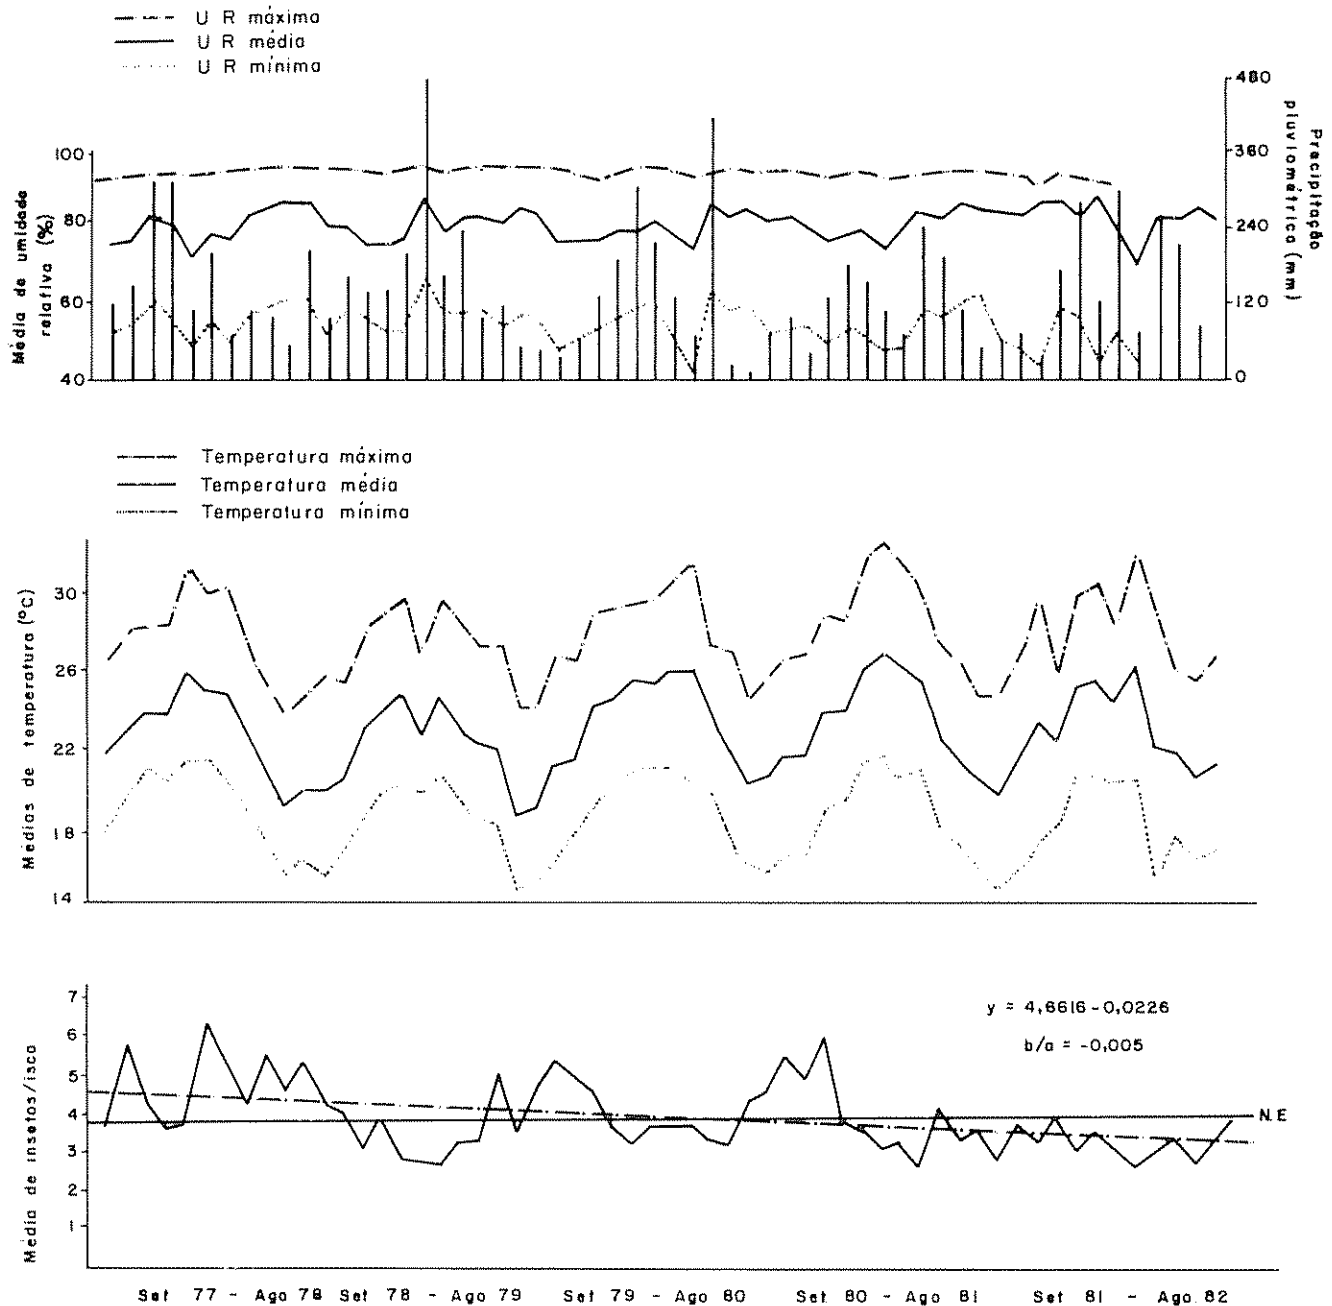 U R máxima
U R média
U R mínima
Média de umidade
relativa (%)
100
80
60
40
480
360
240
120
0
Precipitação
pluviométrica (mm)
Temperatura máxima
Temperatura média
Temperatura mínima
Médias de temperatura (ºC)
30
26
22
18
14
Média de insetos/isca
7
6
5
4
3
2
1
y = 4,6616-0,0226
b/a = -0,005
N.E
Set 77 - Ago 78 Set 78 - Ago 79 Set 79 - Ago 80 Set 80 - Ago 81 Set 81 - Ago 82